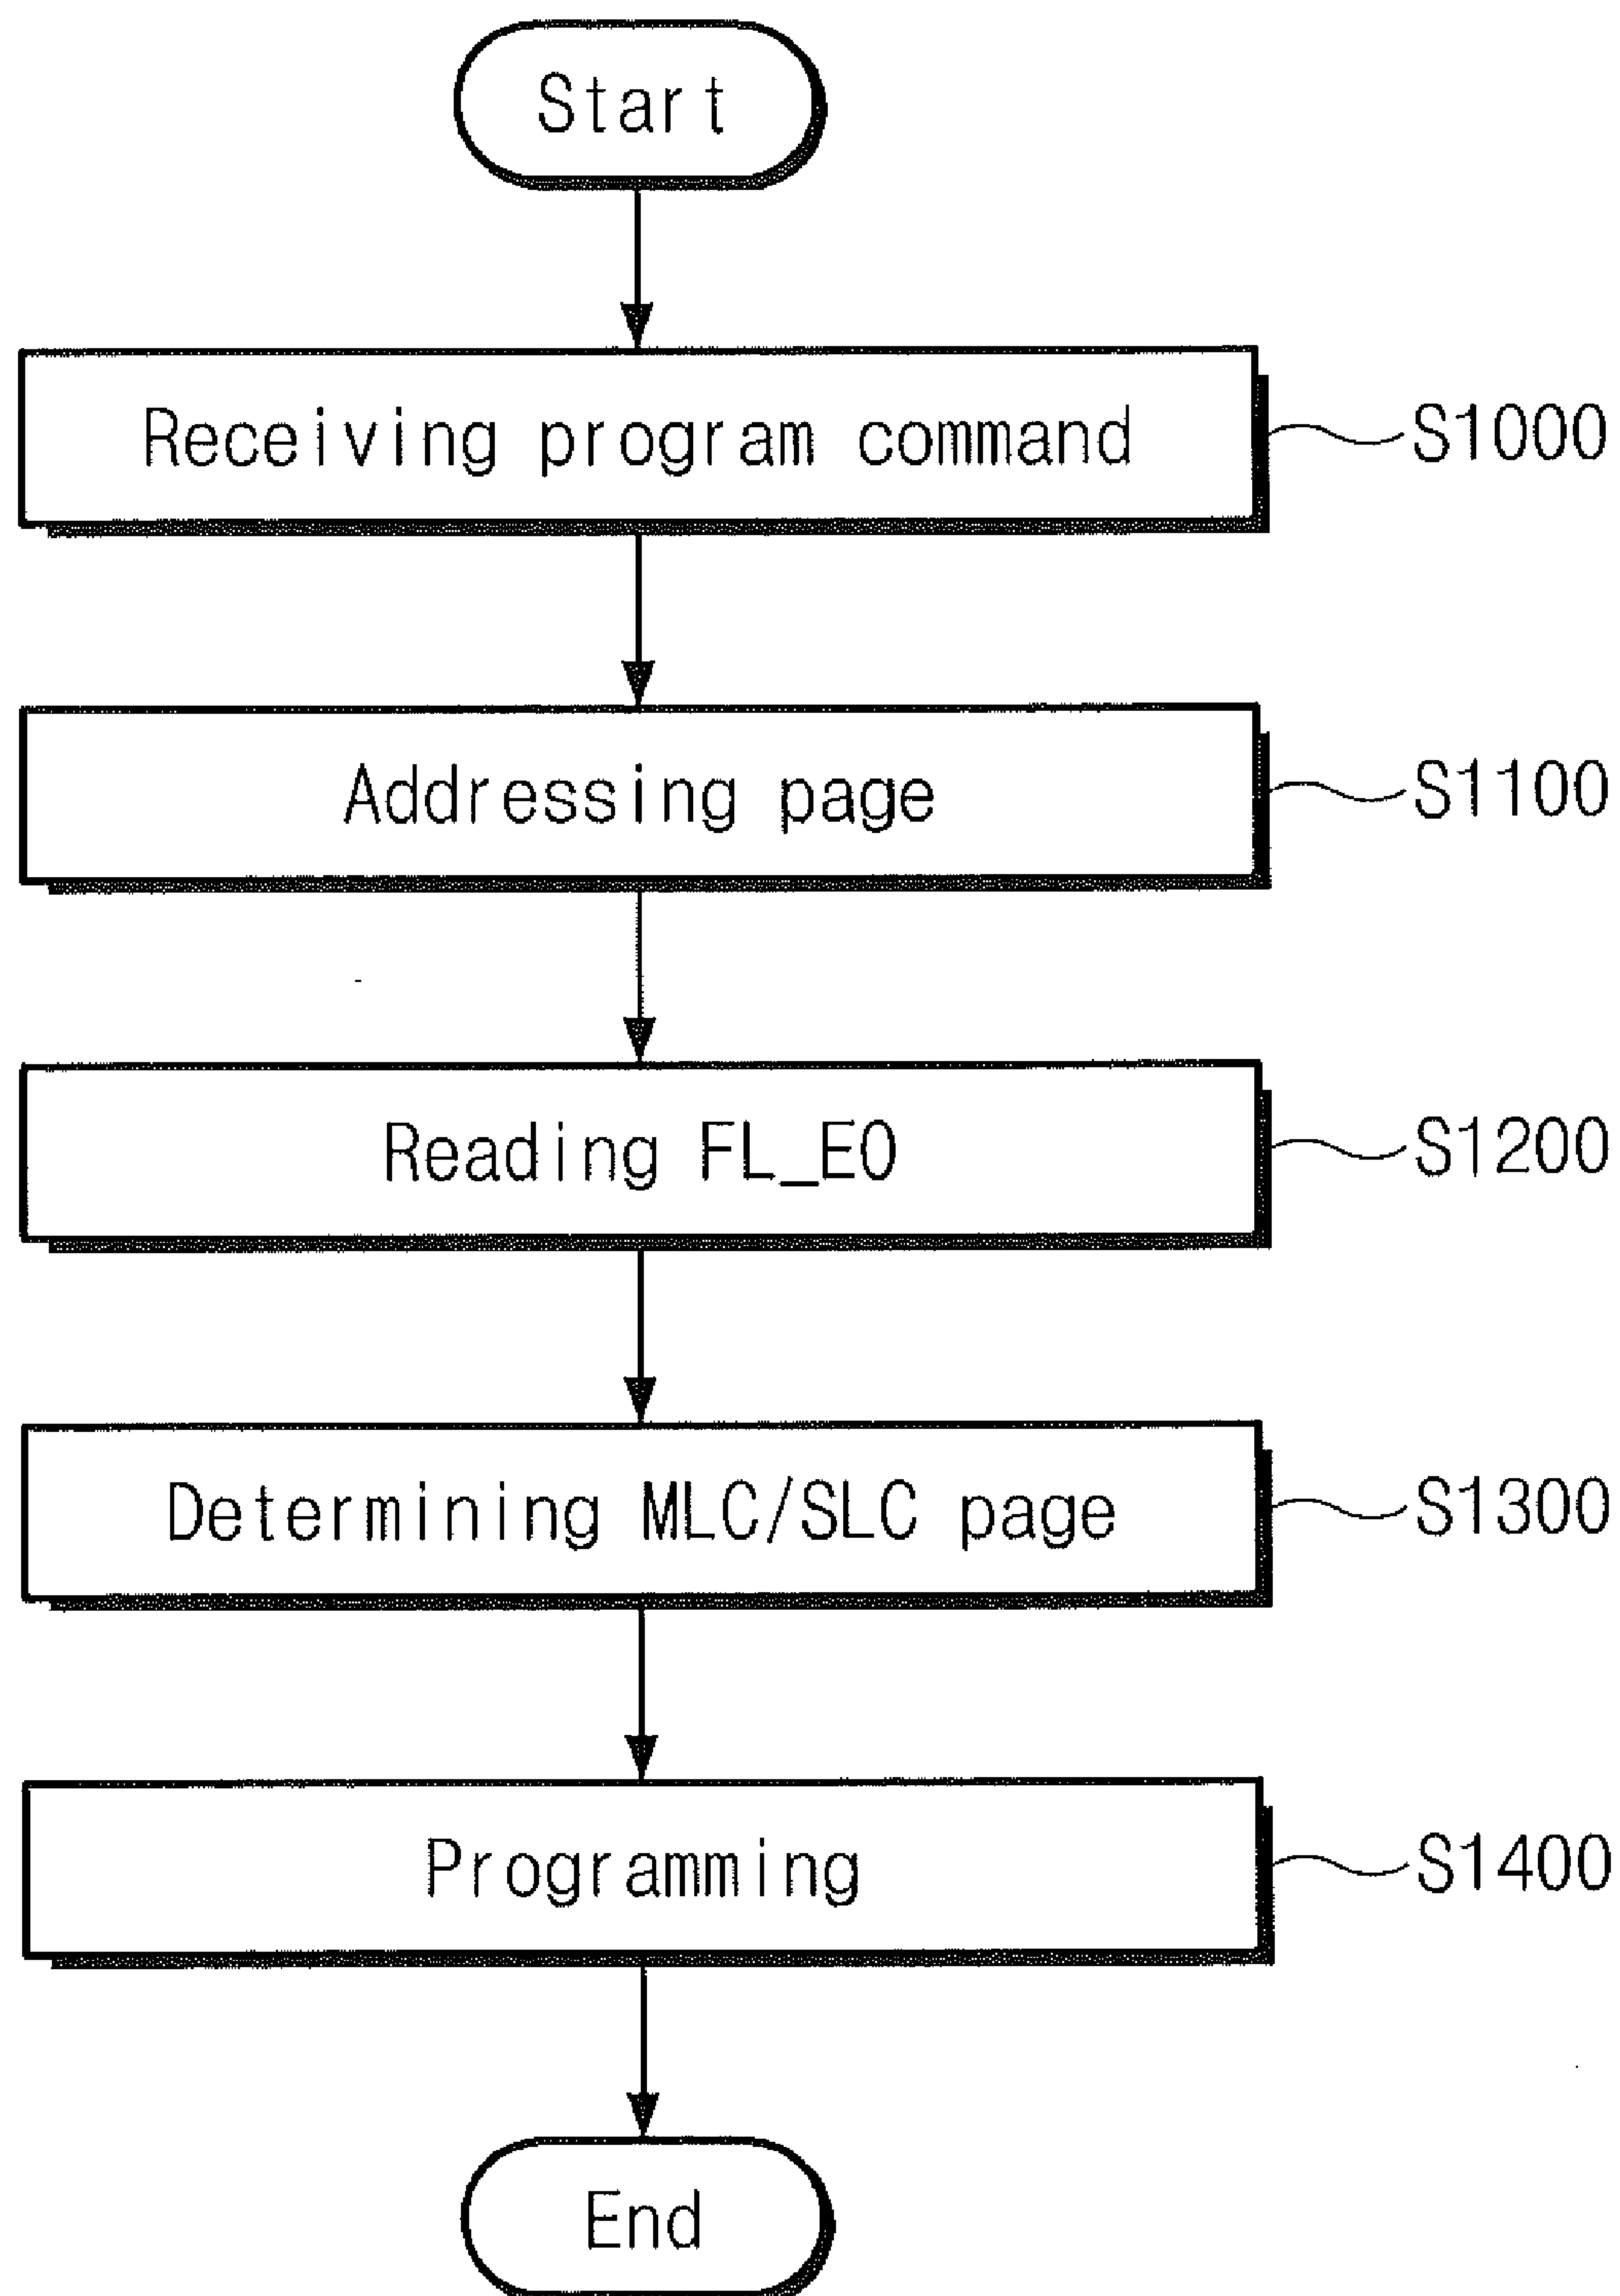 Start
Receiving program command
S1000
Addressing page
S1100
Reading FL_E0
S1200
Determining MLC/SLC page
S1300
Programming
S1400
End